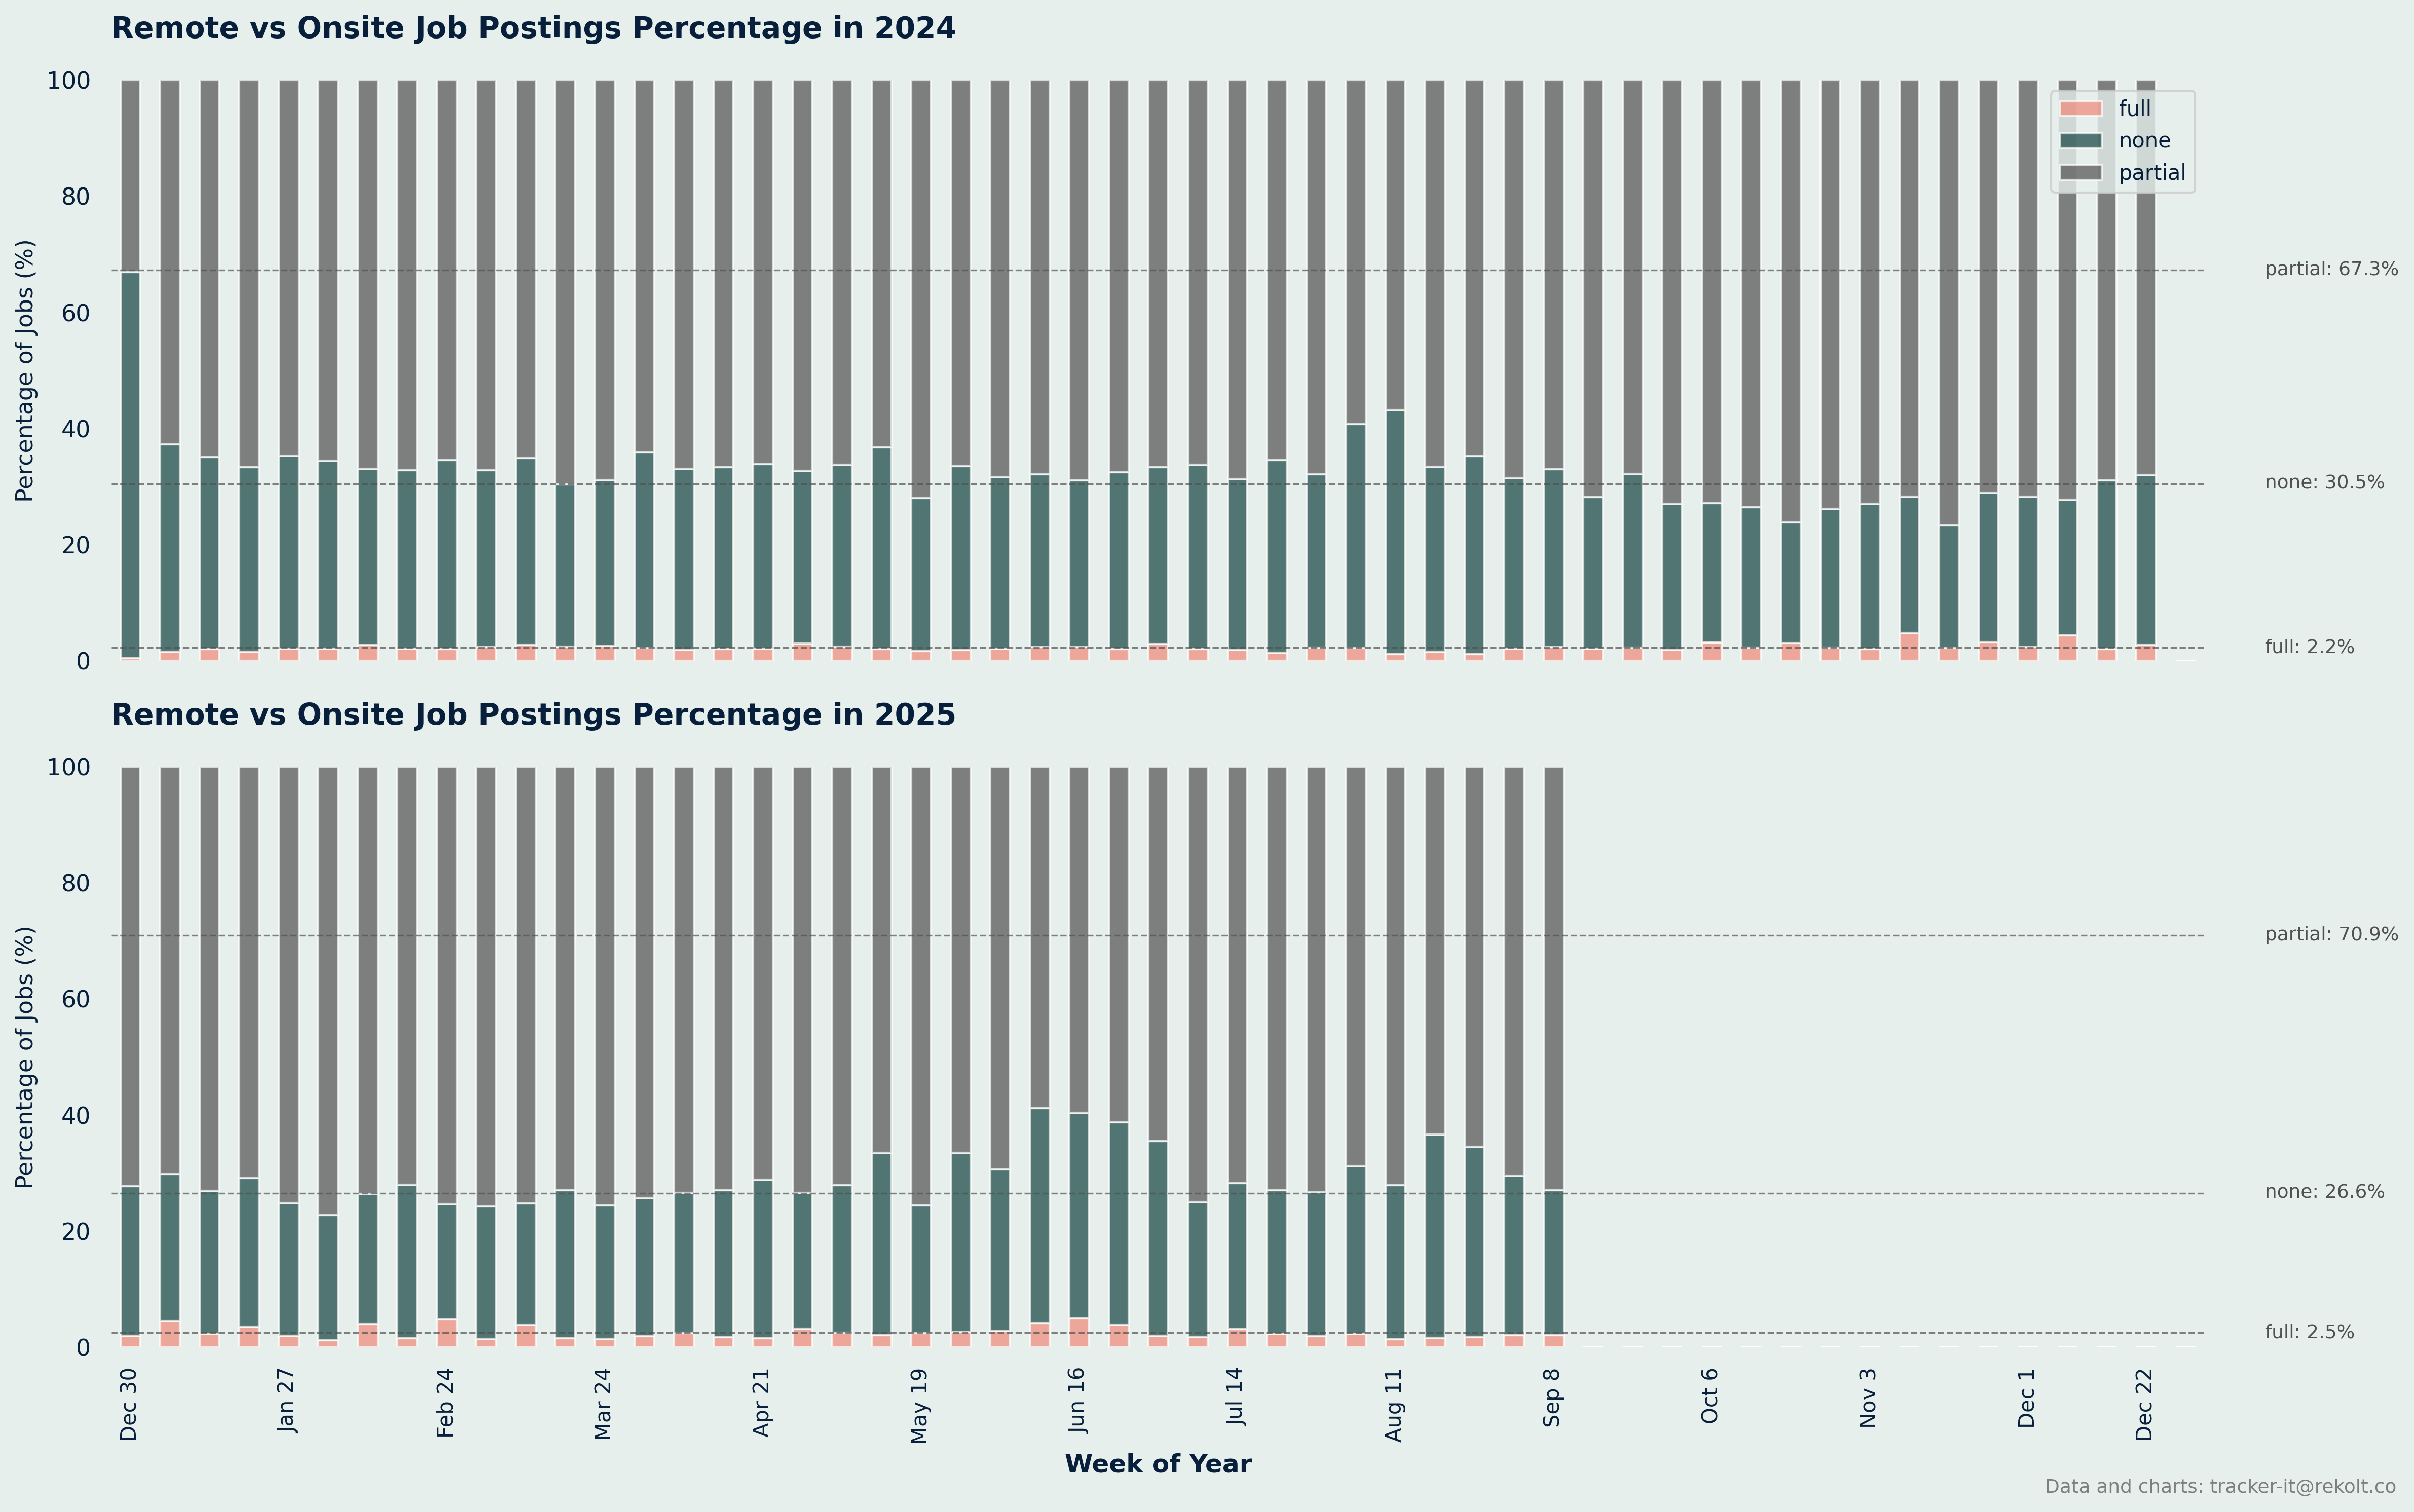 Remote vs Onsite Job Postings Percentage in 2024
Percentage of Jobs (%)
100
80
60
40
20
0
full
none
partial
partial: 67.3%
none: 30.5%
full: 2.2%
Remote vs Onsite Job Postings Percentage in 2025
Percentage of Jobs (%)
100
80
60
40
20
0
partial: 70.9%
none: 26.6%
full: 2.5%
Dec 30
Jan 27
Feb 24
Mar 24
Apr 21
May 19
Jun 16
Jul 14
Aug 11
Sep 8
Oct 6
Nov 3
Dec 1
Dec 22
Week of Year
Data and charts: tracker-it@rekolt.co